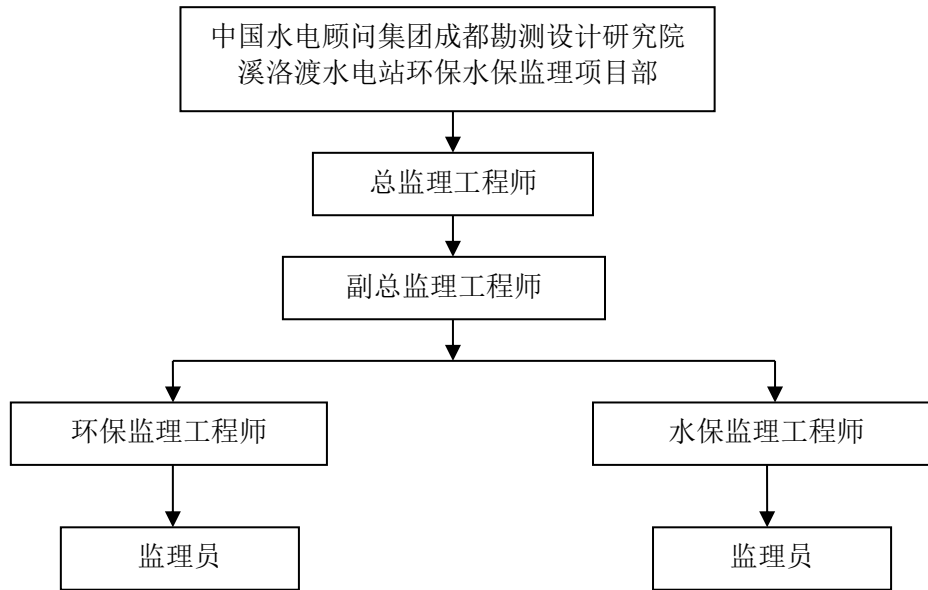 中国水电顾问集团成都勘测设计研究院
溪洛渡水电站环保水保监理项目部
总监理工程师
副总监理工程师
环保监理工程师
水保监理工程师
监理员
监理员